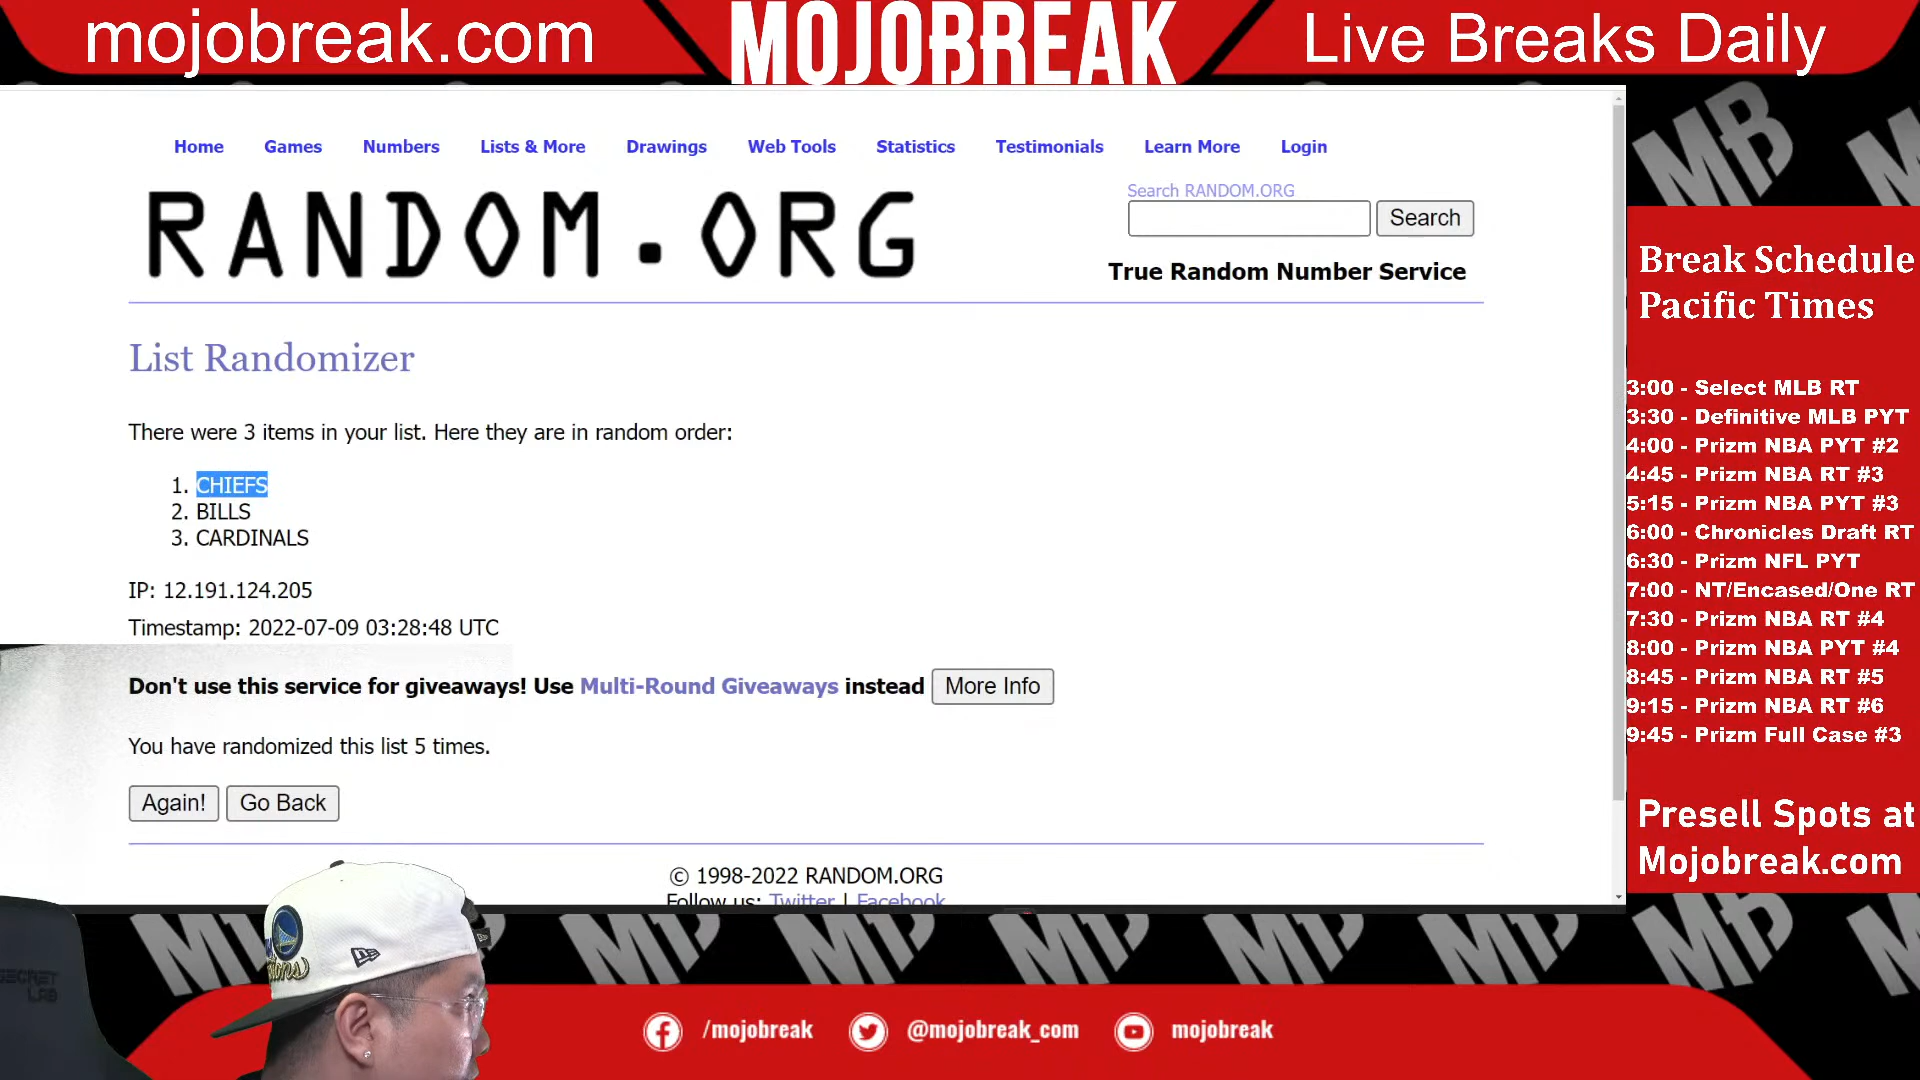 mojobreak.com
MOJOBREAK
Live Breaks Daily
Home Games Numbers Lists & More Drawings Web Tools Statistics Testimonials Learn More Login
RANDOM.ORG
Search RANDOM.ORG
Search
True Random Number Service
List Randomizer
There were 3 items in your list. Here they are in random order:
1. CHIEFS
2. BILLS
3. CARDINALS
IP: 12.191.124.205
Timestamp: 2022-07-09 03:28:48 UTC
Don't use this service for giveaways! Use Multi-Round Giveaways instead More Info
You have randomized this list 5 times.
Again! Go Back
© 1998-2022 RANDOM.ORG
Follow us: Twitter | Facebook
Break Schedule
Pacific Times
3:00 - Select MLB RT
3:30 - Definitive MLB PYT
4:00 - Prizm NBA PYT #2
4:45 - Prizm NBA RT #3
5:15 - Prizm NBA PYT #3
6:00 - Chronicles Draft RT
6:30 - Prizm NFL PYT
7:00 - NT/Encased/One RT
7:30 - Prizm NBA RT #4
8:00 - Prizm NBA PYT #4
8:45 - Prizm NBA RT #5
9:15 - Prizm NBA RT #6
9:45 - Prizm Full Case #3
Presell Spots at
Mojobreak.com
SECRET
LAB
/mojobreak
@mojobreak_com
mojobreak